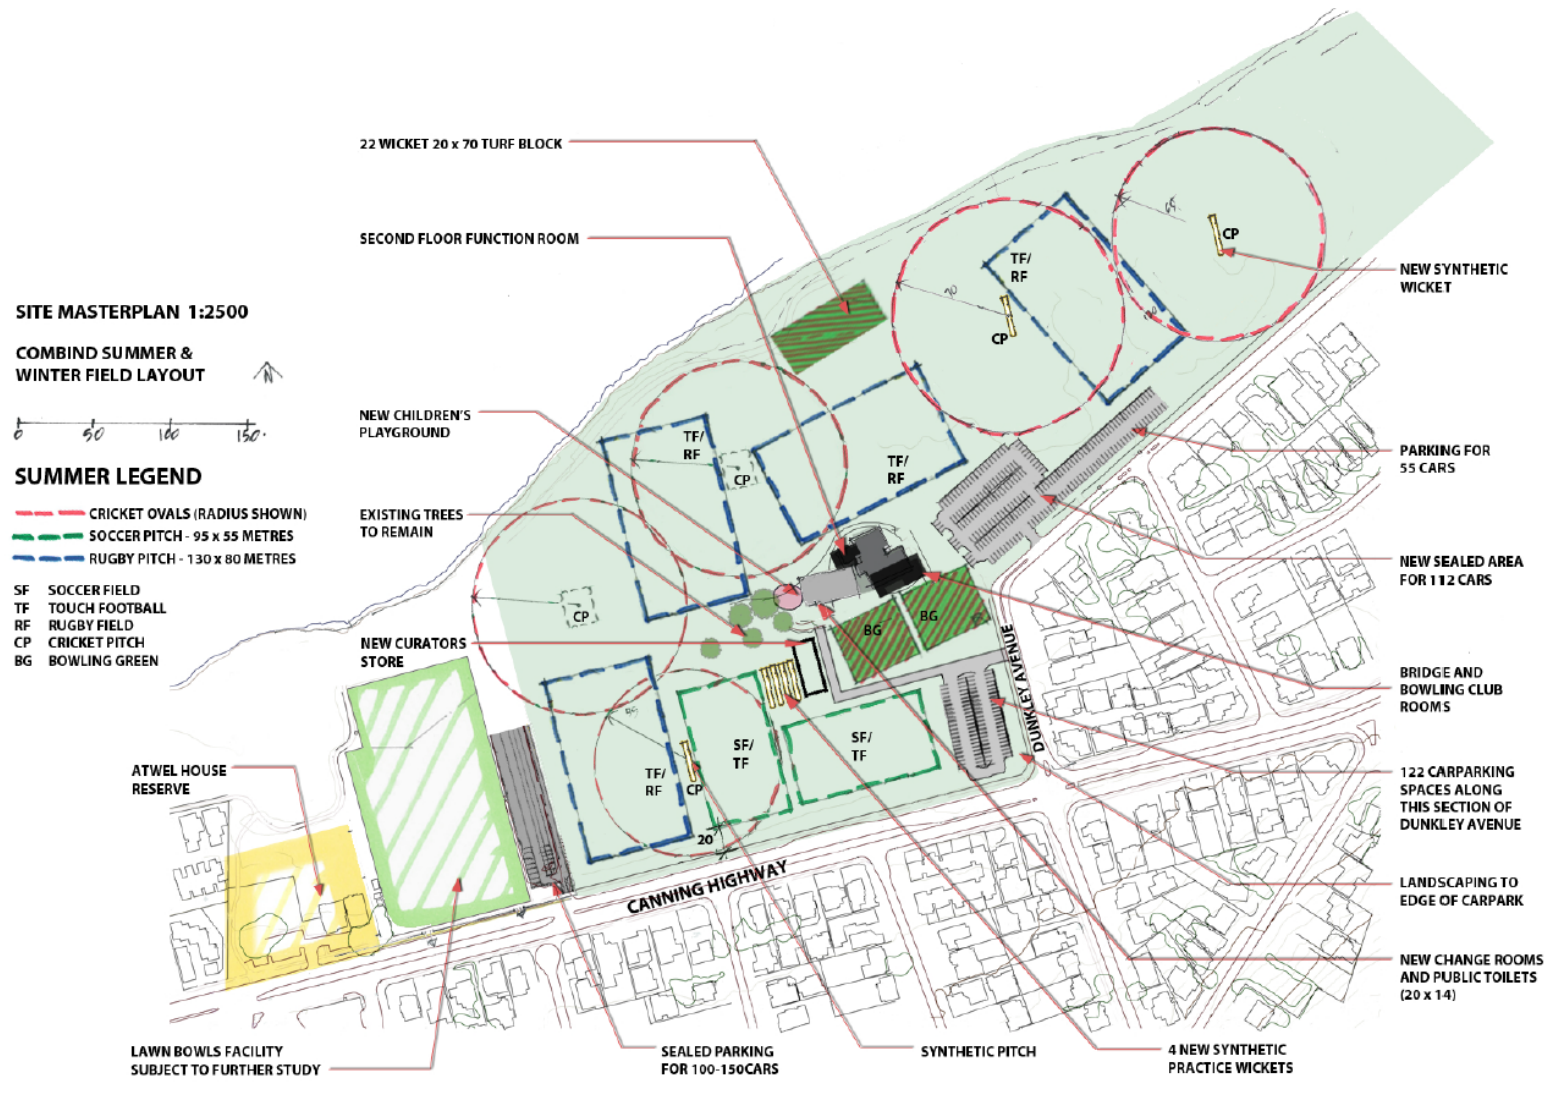 22 WICKET 20 x 70 TURF BLOCK
SECOND FLOOR FUNCTION ROOM
SITE MASTERPLAN 1:2500
COMBIND SUMMER &
WINTER FIELD LAYOUT
N
0 50 100 150.
SUMMER LEGEND
CRICKET OVALS (RADIUS SHOWN)
SOCCER PITCH - 95 x 55 METRES
RUGBY PITCH - 130 x 80 METRES
SF SOCCER FIELD
TF TOUCH FOOTBALL
RF RUGBY FIELD
CP CRICKET PITCH
BG BOWLING GREEN
NEW CHILDREN'S
PLAYGROUND
EXISTING TREES
TO REMAIN
NEW CURATORS
STORE
ATWEL HOUSE
RESERVE
LAWN BOWLS FACILITY
SUBJECT TO FURTHER STUDY
SEALED PARKING
FOR 100-150CARS
SYNTHETIC PITCH
4 NEW SYNTHETIC
PRACTICE WICKETS
NEW SYNTHETIC
WICKET
PARKING FOR
55 CARS
NEW SEALED AREA
FOR 112 CARS
BRIDGE AND
BOWLING CLUB
ROOMS
122 CARPARKING
SPACES ALONG
THIS SECTION OF
DUNKLEY AVENUE
LANDSCAPING TO
EDGE OF CARPARK
NEW CHANGE ROOMS
AND PUBLIC TOILETS
(20 x 14)
CP
TF/
RF
70
CP
TF/
RF
CP
TF/
RF
CP
BG
BG
TF/
RF
CP
SF/
TF
SF/
TF
20
CANNING HIGHWAY
DUNKLEY AVENUE